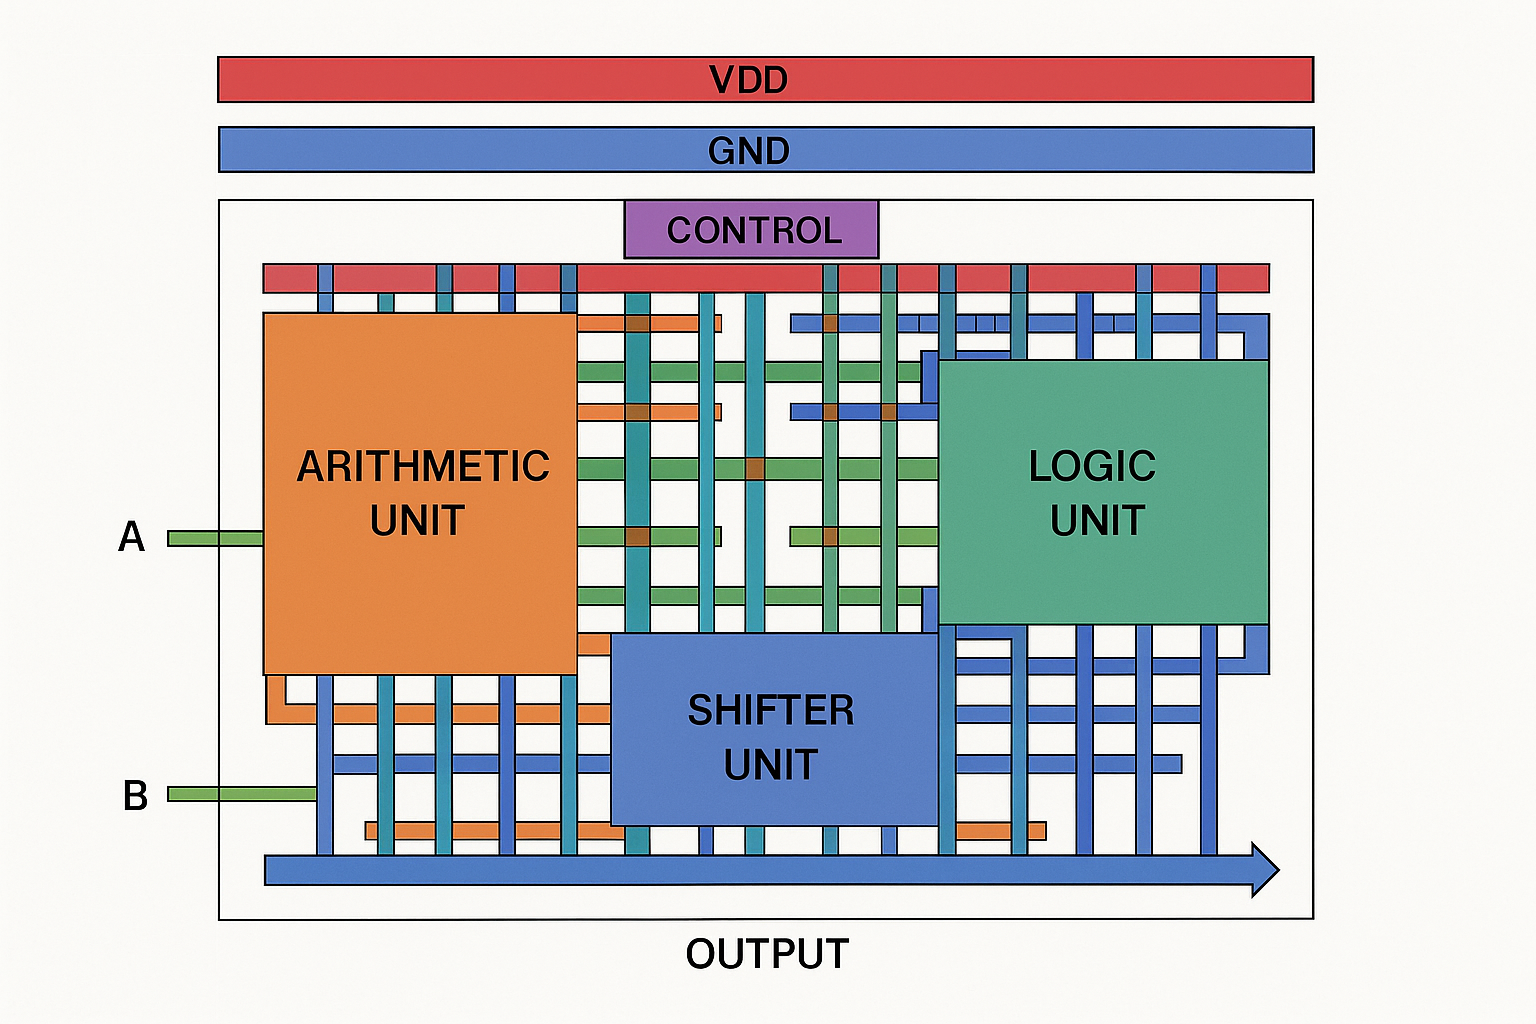 VDD
GND
CONTROL
ARITHMETIC
UNIT
LOGIC
UNIT
A
SHIFTER
UNIT
B
OUTPUT